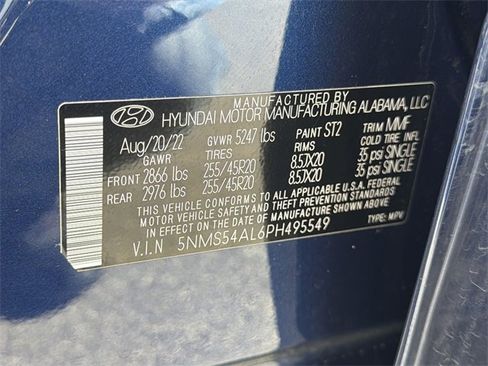 MANUFACTURED BY
HYUNDAI MOTOR MANUFACTURING ALABAMA, LLC
Aug/20/22 GVWR 5247 lbs PAINT ST2 TRIM MMF
GAWR TIRES RIMS COLD TIRE INFL
FRONT 2866 lbs 255/45R20 8.5JX20 35 psi SINGLE
REAR 2976 lbs 255/45R20 8.5JX20 35 psi SINGLE
THIS VEHICLE CONFORMS TO ALL APPLICABLE U.S.A. FEDERAL
MOTOR VEHICLE SAFETY AND THEFT PREVENTION STANDARDS
IN EFFECT ON THE DATE OF MANUFACTURE SHOWN ABOVE.
V.I.N 5NMS54AL6PH495549 TYPE: MPV